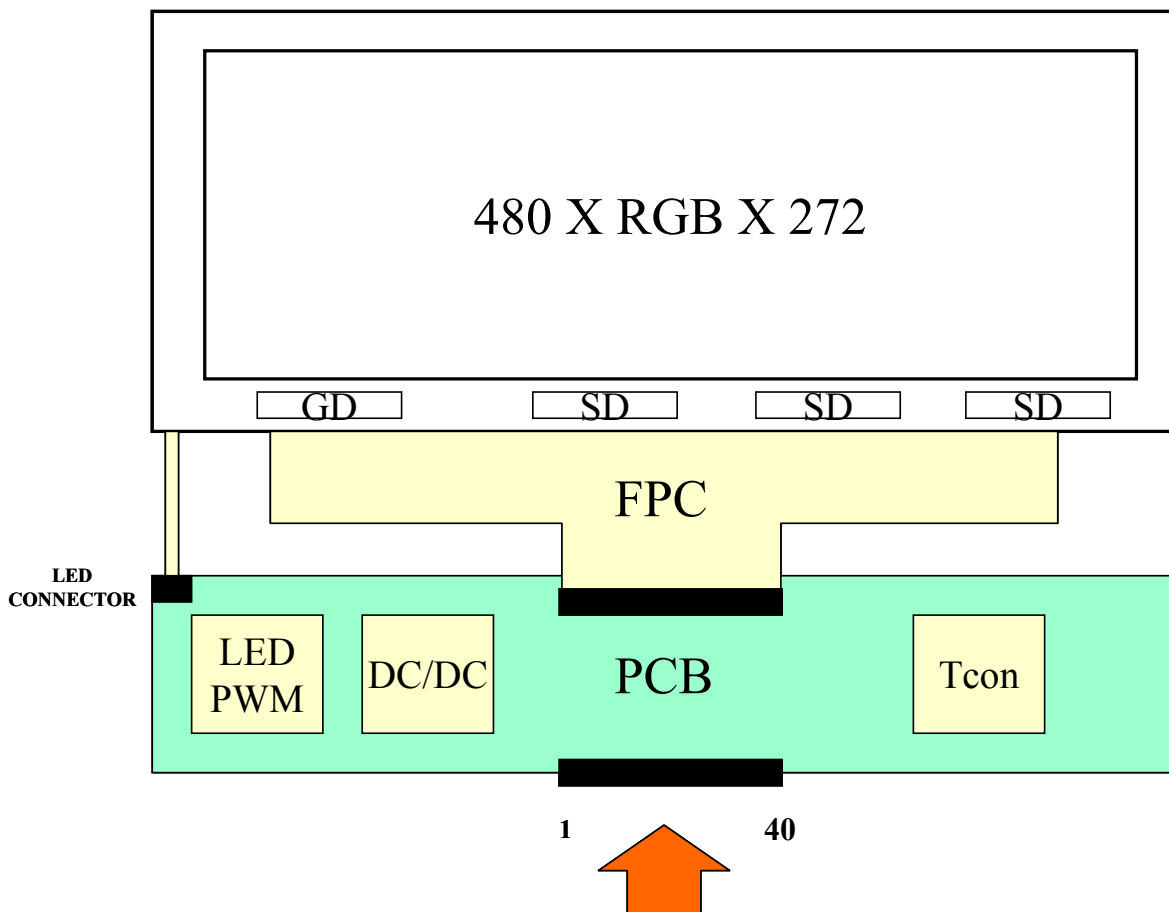 480 X RGB X 272
GD
SD
SD
SD
FPC
LED
CONNECTOR
LED
PWM
DC/DC
PCB
Tcon
1
40